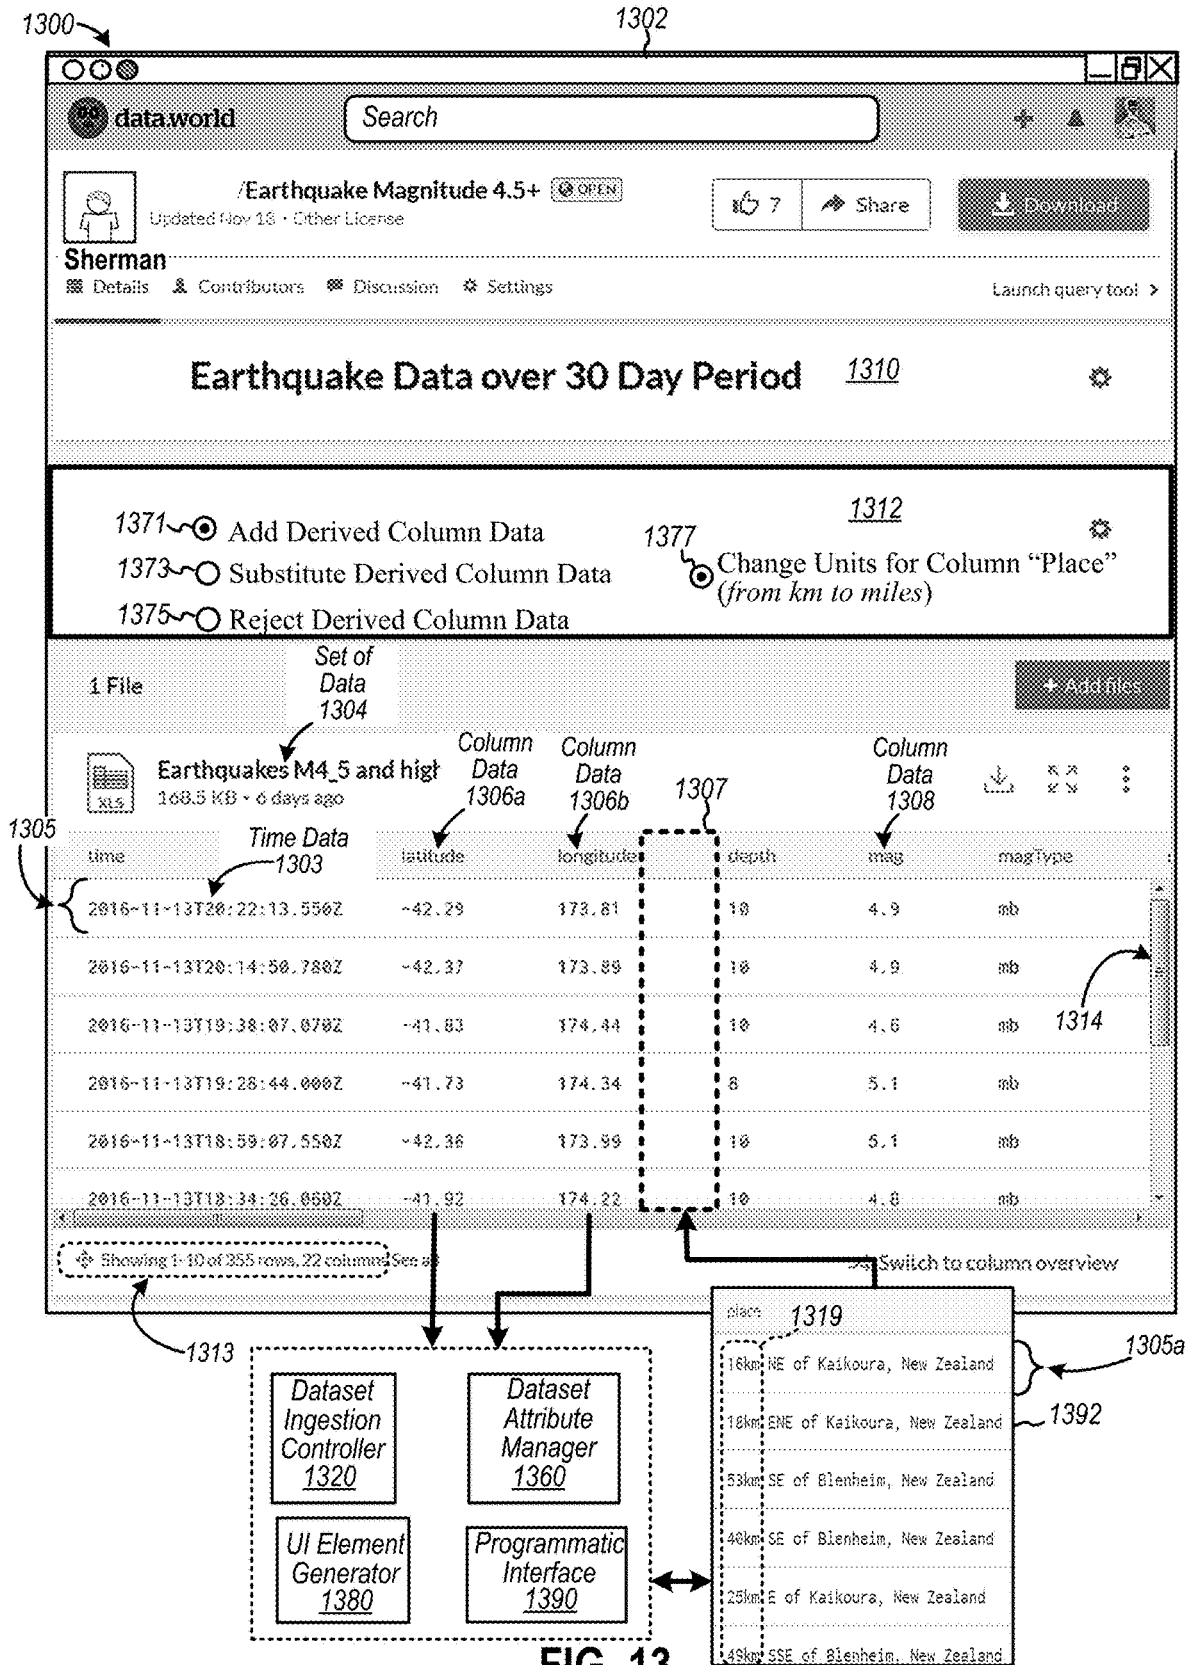 1300
1302
data.world
Search
/Earthquake Magnitude 4.5+ OPEN
7 Share Download
Updated Nov 13 • Other License
Sherman
Details Contributors Discussion Settings
Launch query tool >
Earthquake Data over 30 Day Period 1310
1312
1371 Add Derived Column Data
1373 Substitute Derived Column Data
1375 Reject Derived Column Data
1377 Change Units for Column “Place”
(from km to miles)
1 File
Set of
Data
1304
+ Add files
XLS
Earthquakes M4_5 and high
168.5 KB • 6 days ago
Column
Data
1306a
Column
Data
1306b
1307
Column
Data
1308
1305
Time Data
1303
time latitude longitude depth mag magType
2016-11-13T20:22:13.550Z -42.29 173.81 10 4.9 mb
2016-11-13T20:14:50.780Z -42.37 173.89 10 4.9 mb
2016-11-13T19:38:07.070Z -41.83 174.44 10 4.6 mb
1314
2016-11-13T19:28:44.000Z -41.73 174.34 8 5.1 mb
2016-11-13T18:59:07.550Z -42.36 173.99 10 5.1 mb
2016-11-13T18:34:26.060Z -41.92 174.22 10 4.8 mb
Showing 1-10 of 355 rows, 22 columns See all
Switch to column overview
1313
place
1319
1305a
16km NE of Kaikoura, New Zealand
18km ENE of Kaikoura, New Zealand
1392
53km SE of Blenheim, New Zealand
40km SE of Blenheim, New Zealand
25km E of Kaikoura, New Zealand
49km SSE of Blenheim, New Zealand
Dataset
Ingestion
Controller
1320
Dataset
Attribute
Manager
1360
UI Element
Generator
1380
Programmatic
Interface
1390
FIG. 13